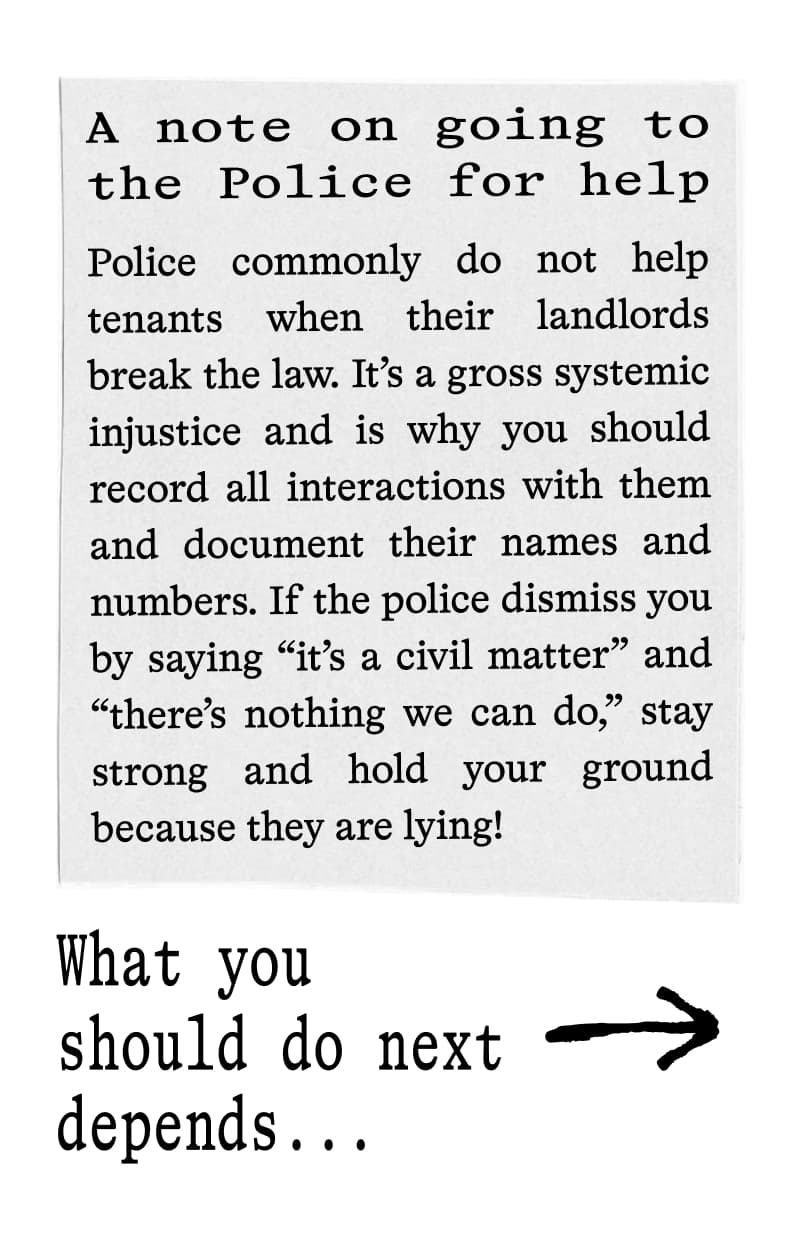 A note on going to
the Police for help
Police commonly do not help
tenants when their landlords
break the law. It’s a gross systemic
injustice and is why you should
record all interactions with them
and document their names and
numbers. If the police dismiss you
by saying “it’s a civil matter” and
“there’s nothing we can do,” stay
strong and hold your ground
because they are lying!
What you
should do next
depends...